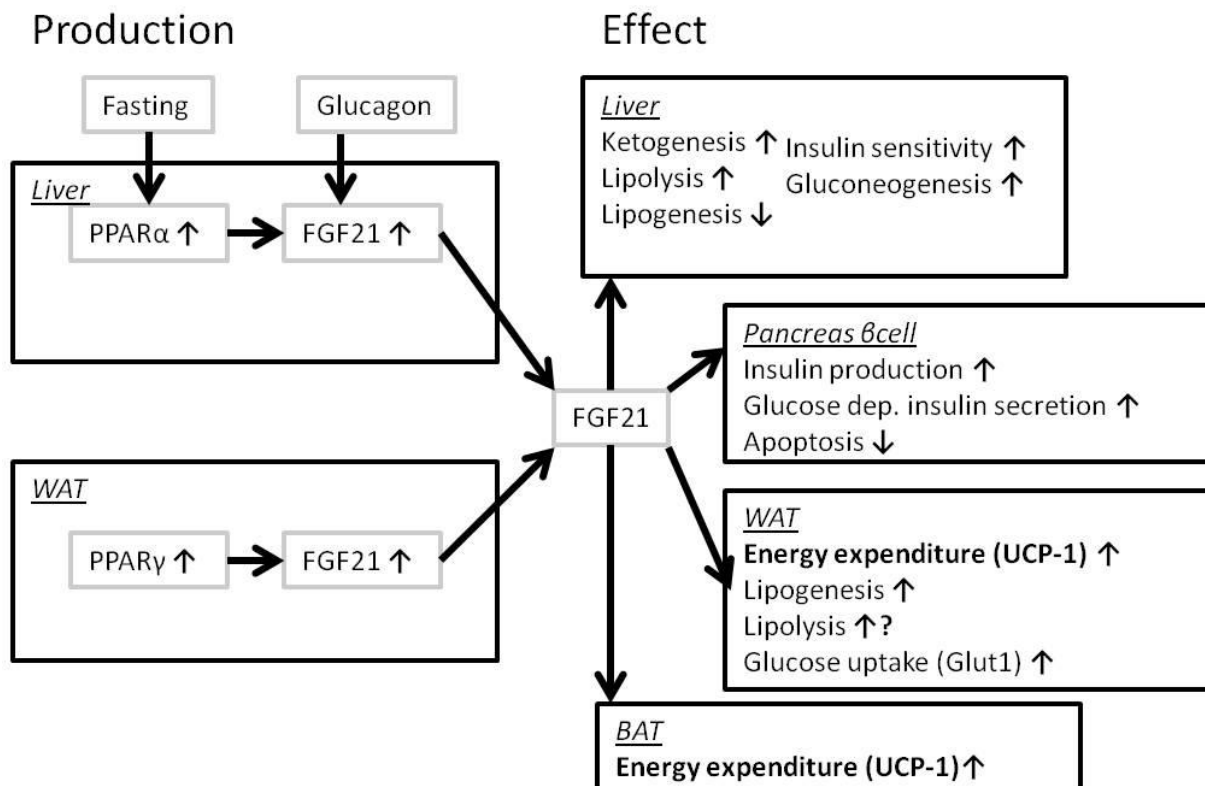 Production
Effect
Fasting
Glucagon
Liver
PPARα ↑
FGF21 ↑
WAT
PPARγ ↑
FGF21 ↑
FGF21
Liver
Ketogenesis ↑
Lipolysis ↑
Lipogenesis ↓
Insulin sensitivity ↑
Gluconeogenesis ↑
Pancreas βcell
Insulin production ↑
Glucose dep. insulin secretion ↑
Apoptosis ↓
WAT
Energy expenditure (UCP-1) ↑
Lipogenesis ↑
Lipolysis ↑?
Glucose uptake (Glut1) ↑
BAT
Energy expenditure (UCP-1)↑